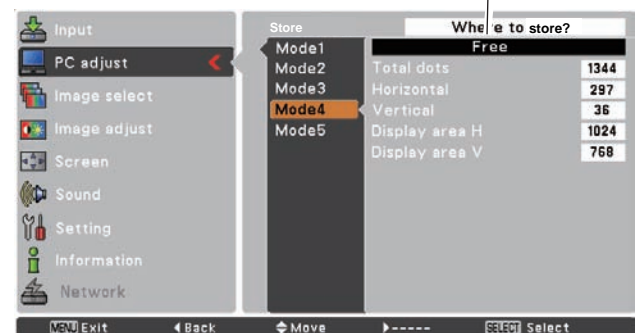 Input
PC adjust
Image select
Image adjust
Screen
Sound
Setting
Information
Network
Store
Mode1
Mode2
Mode3
Mode4
Mode5
Where to store?
Free
Total dots 1344
Horizontal 297
Vertical 36
Display area H 1024
Display area V 768
MENU Exit Back Move ----- SELECT Select